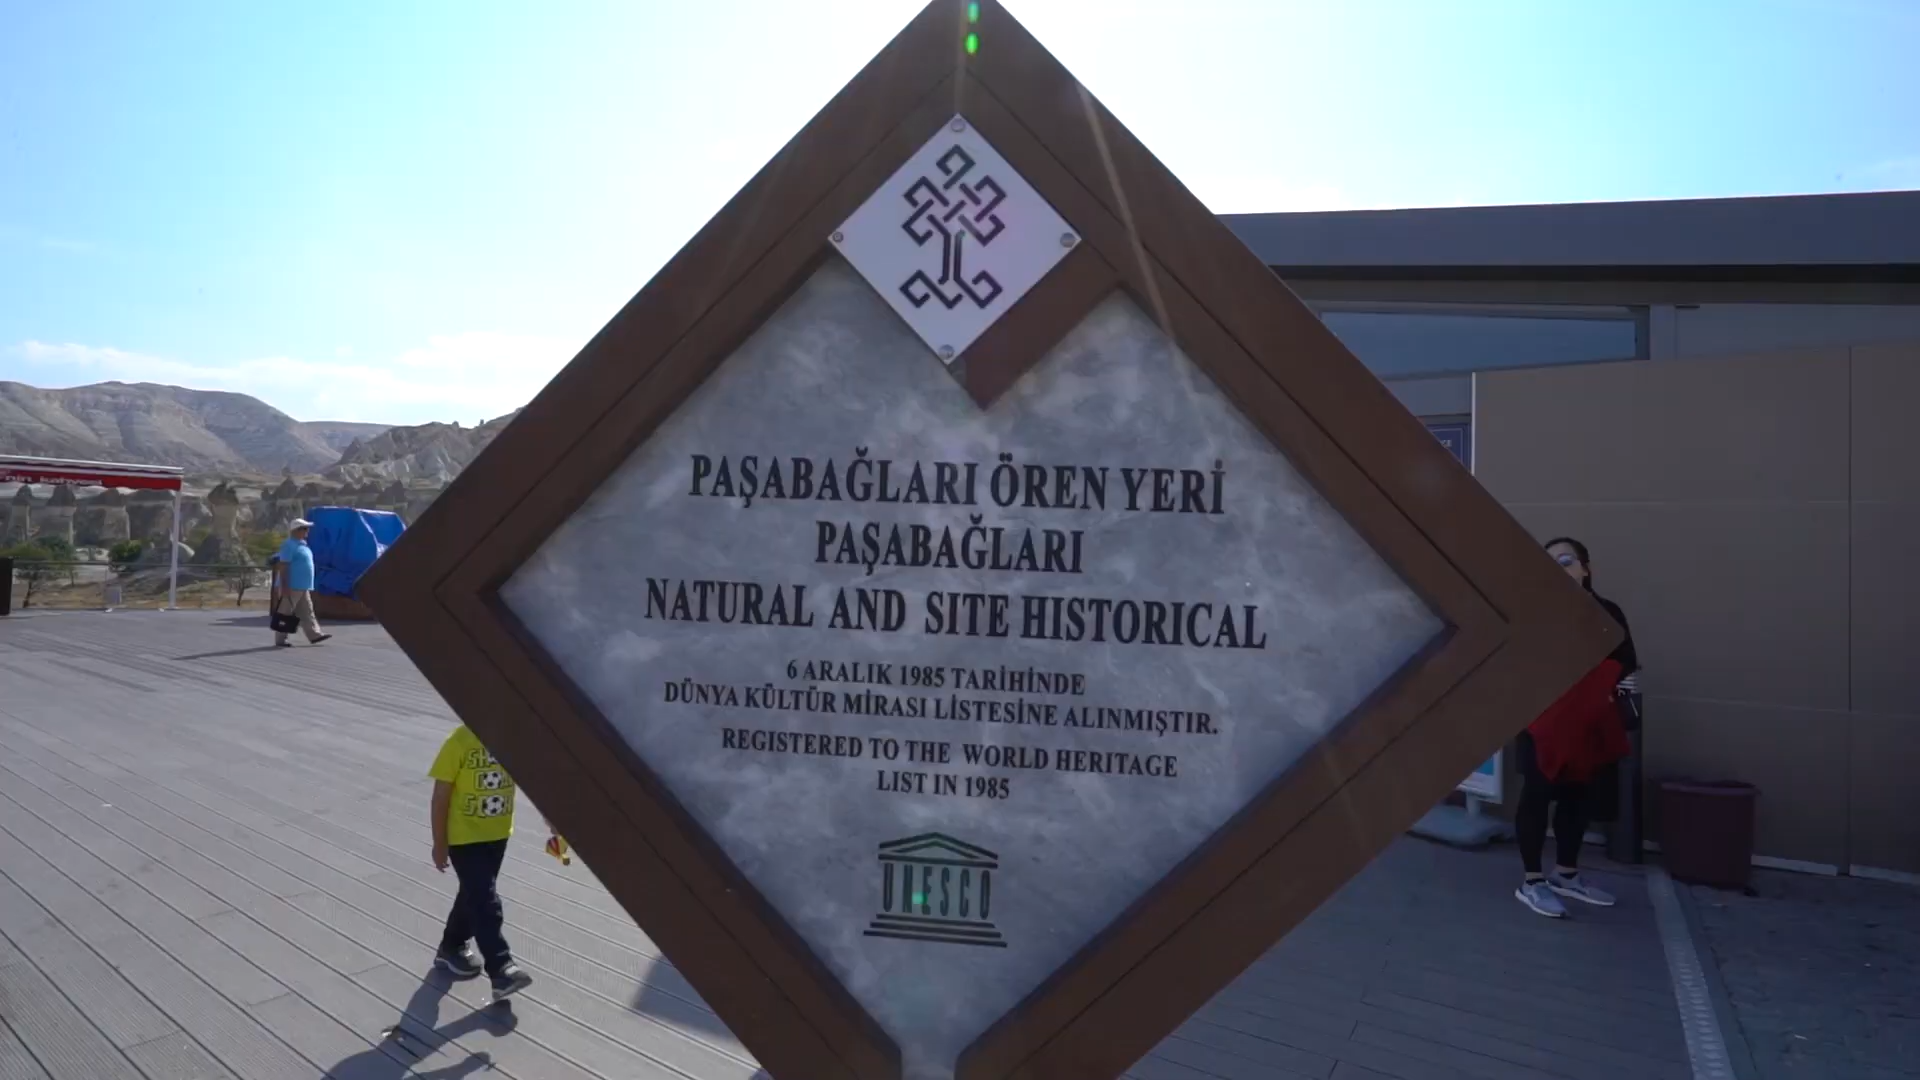 PAŞABAĞLARI ÖREN YERİ
PAŞABAĞLARI
NATURAL AND SITE HISTORICAL
6 ARALIK 1985 TARİHİNDE
DÜNYA KÜLTÜR MİRASI LİSTESİNE ALINMIŞTIR.
REGISTERED TO THE WORLD HERITAGE
LIST IN 1985
UNESCO
kahvesi